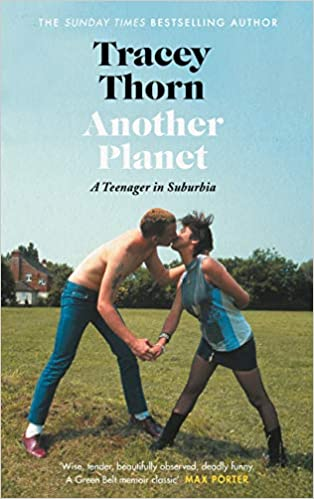 THE SUNDAY TIMES BESTSELLING AUTHOR
Tracey
Thorn
Another
Planet
A Teenager in Suburbia
'Wise, tender, beautifully observed, deadly funny.
A Green Belt memoir classic' MAX PORTER